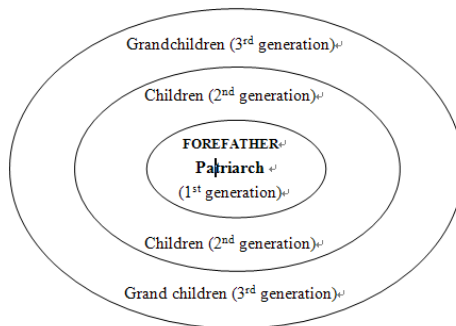 Grandchildren (3rd generation)↵
Children (2nd generation)↵
FOREFATHER↵
Patriarch ↵
(1st generation)↵
Children (2nd generation)↵
Grand children (3rd generation)↵